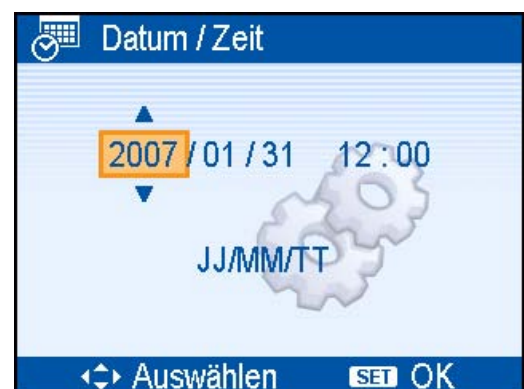 Datum / Zeit
2007 / 01 / 31 12 : 00
JJ/MM/TT
Auswählen SET OK